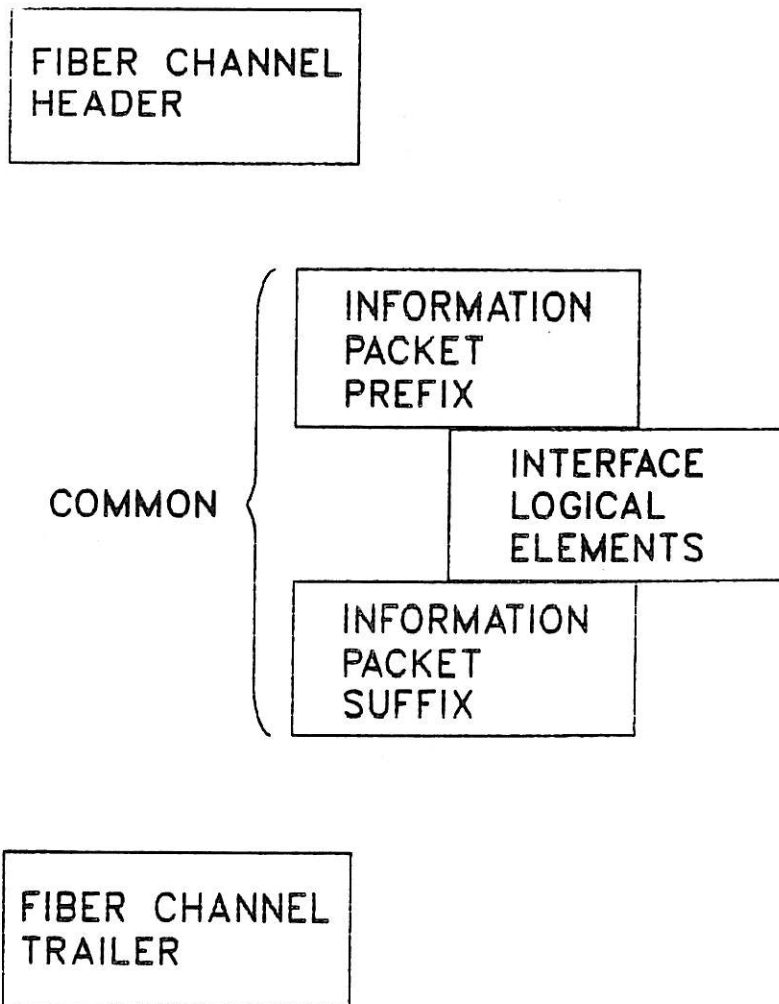 FIBER CHANNEL
HEADER
INFORMATION
PACKET
PREFIX
COMMON
INTERFACE
LOGICAL
ELEMENTS
INFORMATION
PACKET
SUFFIX
FIBER CHANNEL
TRAILER